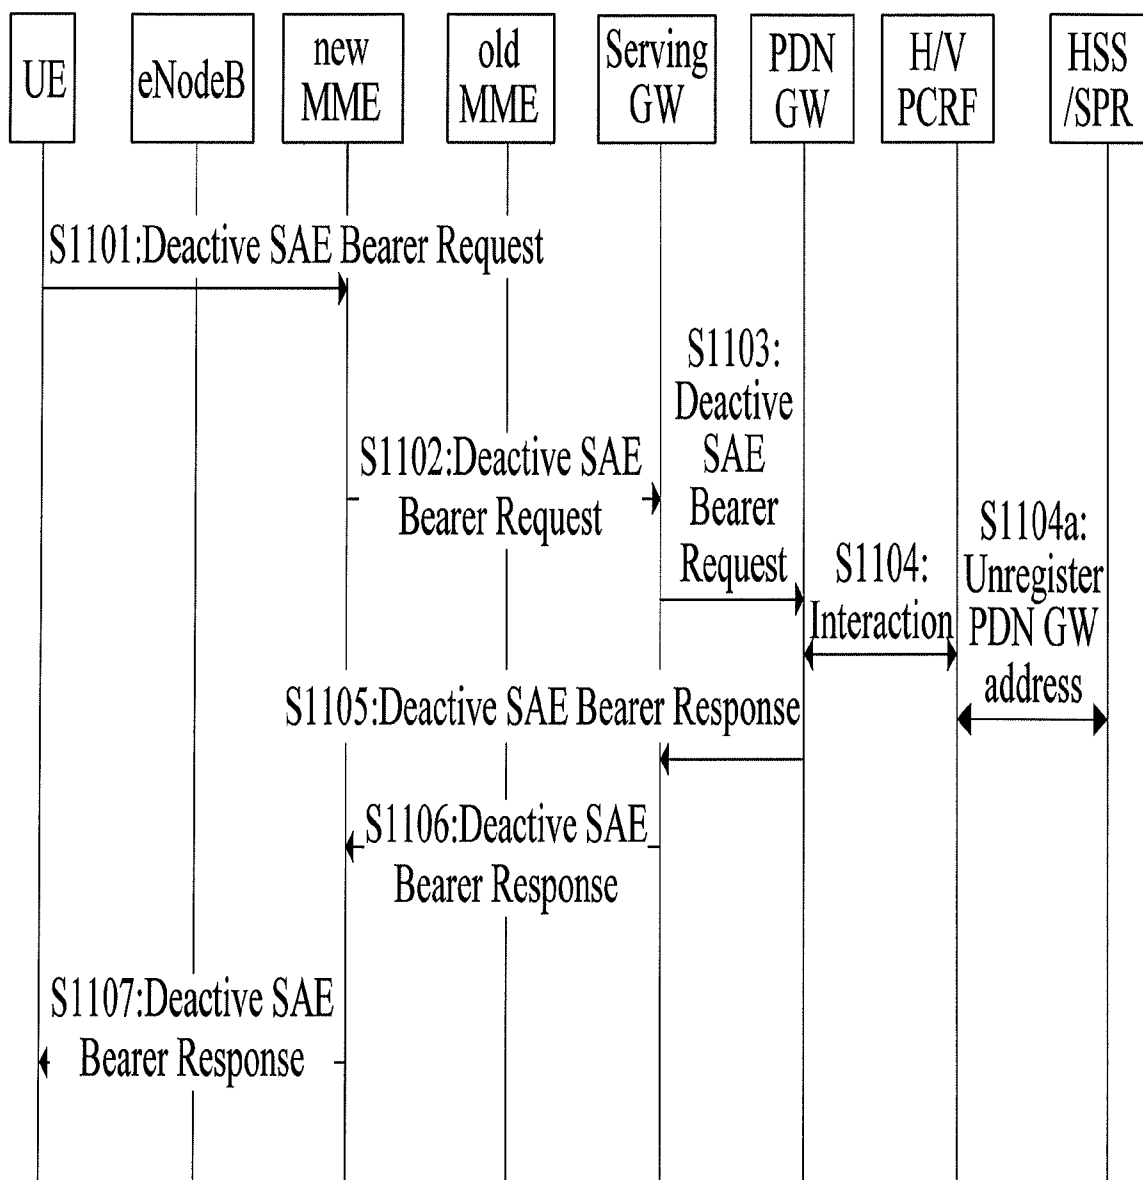 UE
eNodeB
new
MME
old
MME
Serving
GW
PDN
GW
H/V
PCRF
HSS
/SPR
S1101:Deactive SAE Bearer Request
S1102:Deactive SAE
Bearer Request
S1103:
Deactive
SAE
Bearer
Request
S1104:
Interaction
S1104a:
Unregister
PDN GW
address
S1105:Deactive SAE Bearer Response
S1106:Deactive SAE
Bearer Response
S1107:Deactive SAE
Bearer Response